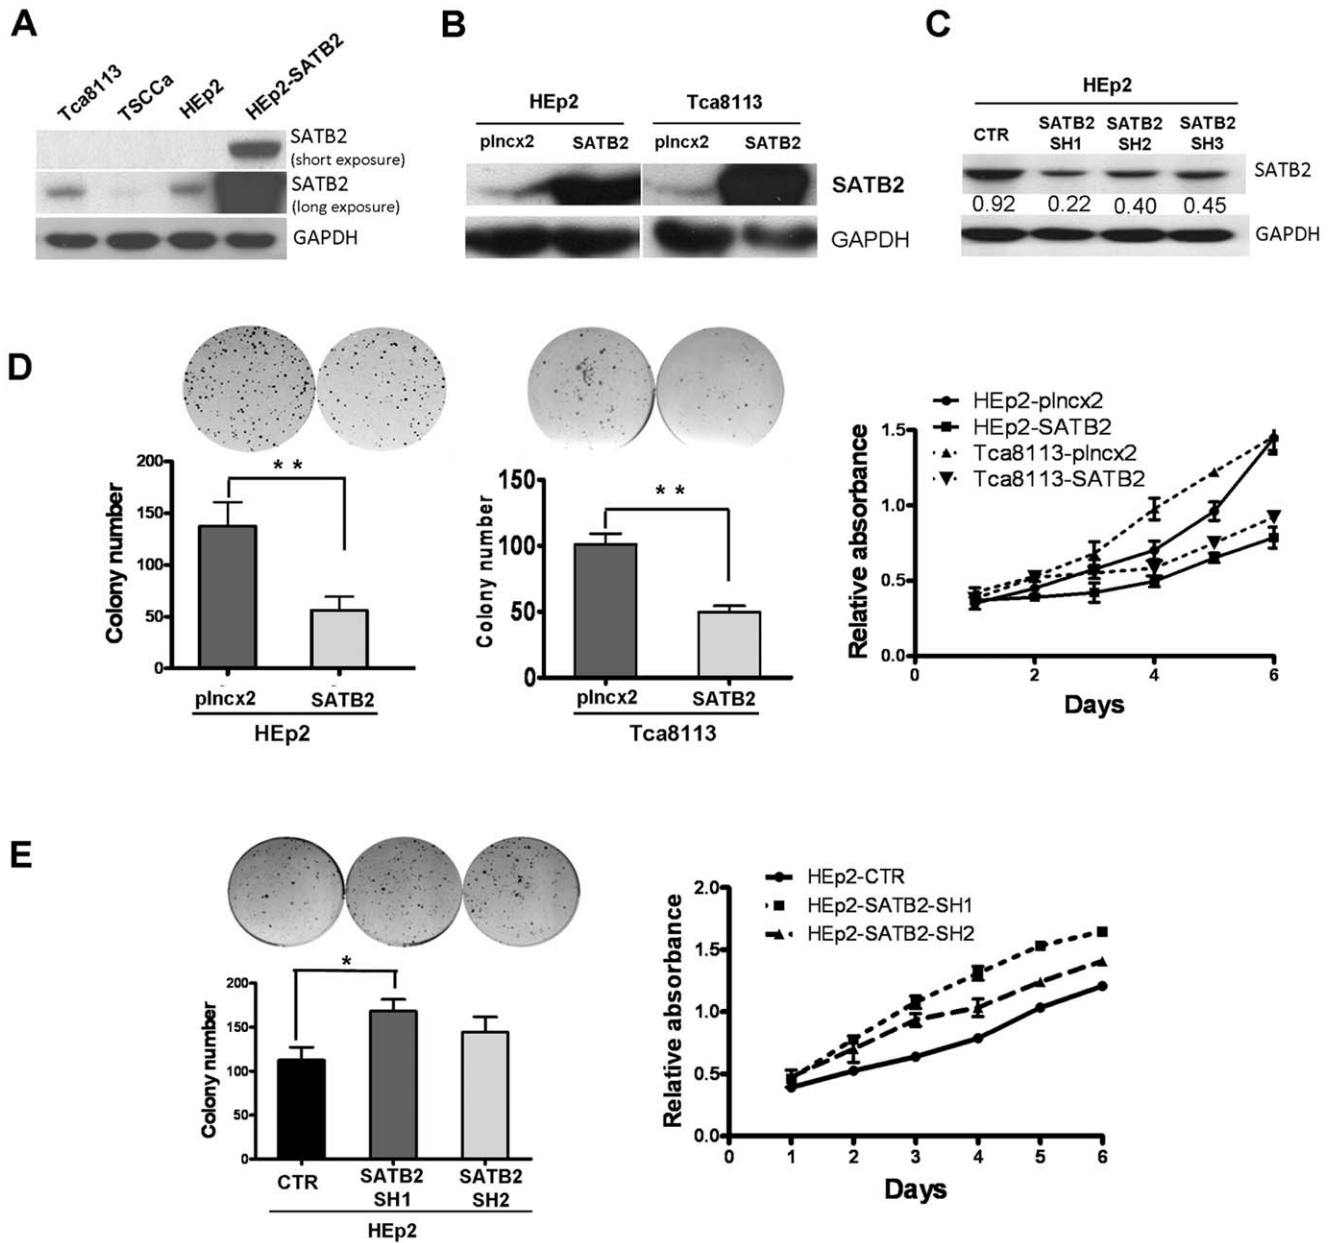 A
Tca8113
TSCCa
HEp2
HEp2-SATB2
SATB2
(short exposure)
SATB2
(long exposure)
GAPDH
B
HEp2
Tca8113
plncx2
SATB2
plncx2
SATB2
SATB2
GAPDH
C
HEp2
CTR
SATB2
SH1
SATB2
SH2
SATB2
SH3
SATB2
0.92
0.22
0.40
0.45
GAPDH
D
Colony number
200
150
100
50
0
* *
plncx2
SATB2
HEp2
Colony number
150
100
50
0
* *
plncx2
SATB2
Tca8113
HEp2-plncx2
HEp2-SATB2
Tca8113-plncx2
Tca8113-SATB2
Relative absorbance
1.5
1.0
0.5
0.0
0
2
4
6
Days
E
Colony number
200
150
100
50
0
*
CTR
SATB2
SH1
SATB2
SH2
HEp2
HEp2-CTR
HEp2-SATB2-SH1
HEp2-SATB2-SH2
Relative absorbance
2.0
1.5
1.0
0.5
0.0
0
1
2
3
4
5
6
Days